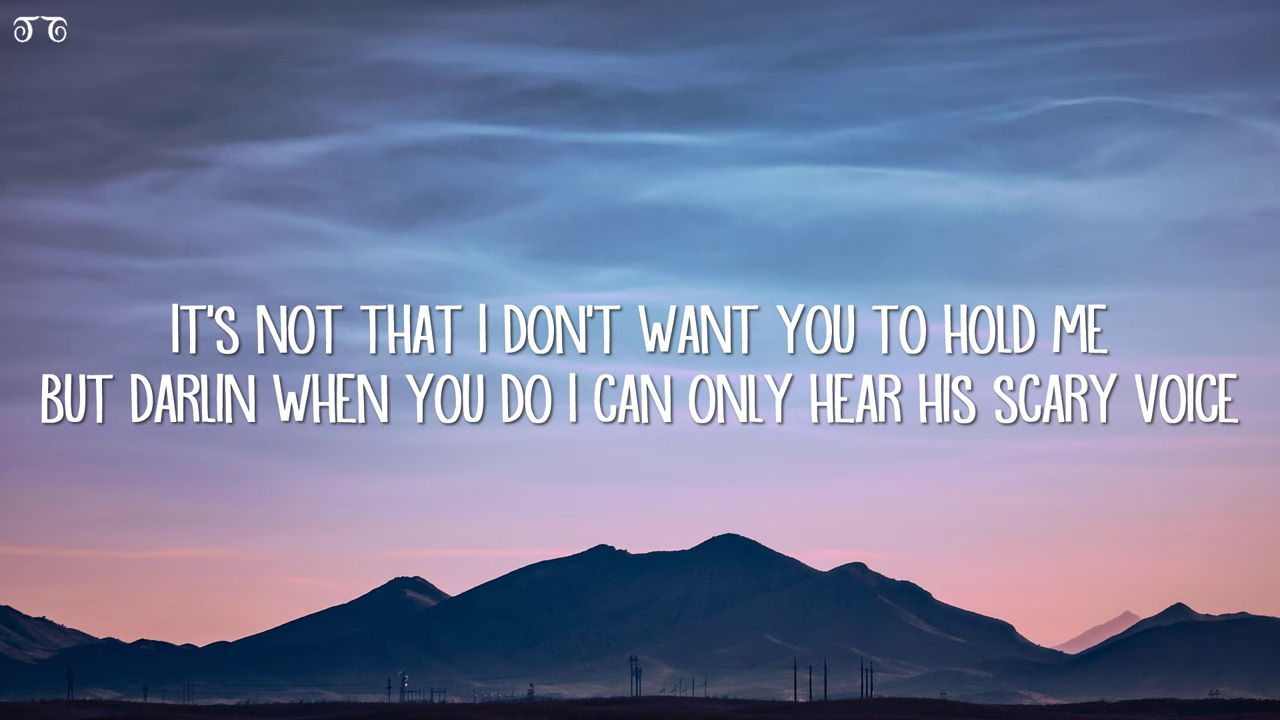 IT'S NOT THAT I DON'T WANT YOU TO HOLD ME
BUT DARLIN WHEN YOU DO I CAN ONLY HEAR HIS SCARY VOICE